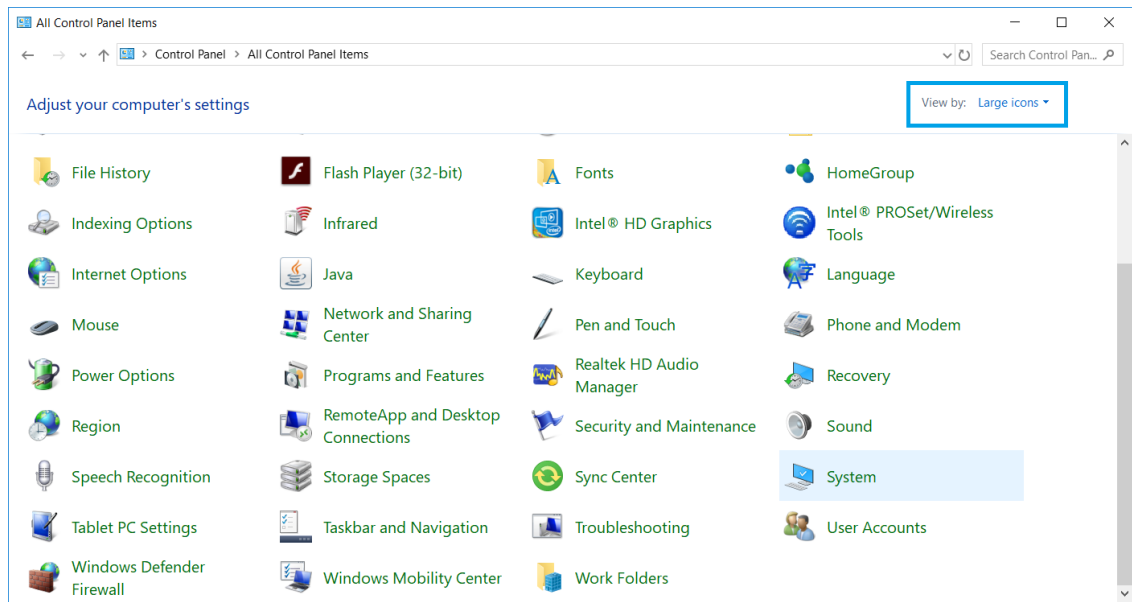 All Control Panel Items
Control Panel > All Control Panel Items
Search Control Pan...
Adjust your computer's settings
View by: Large icons
File History
Flash Player (32-bit)
Fonts
HomeGroup
Indexing Options
Infrared
Intel® HD Graphics
Intel® PROSet/Wireless
Tools
Internet Options
Java
Keyboard
Language
Mouse
Network and Sharing
Center
Pen and Touch
Phone and Modem
Power Options
Programs and Features
Realtek HD Audio
Manager
Recovery
Region
RemoteApp and Desktop
Connections
Security and Maintenance
Sound
Speech Recognition
Storage Spaces
Sync Center
System
Tablet PC Settings
Taskbar and Navigation
Troubleshooting
User Accounts
Windows Defender
Firewall
Windows Mobility Center
Work Folders